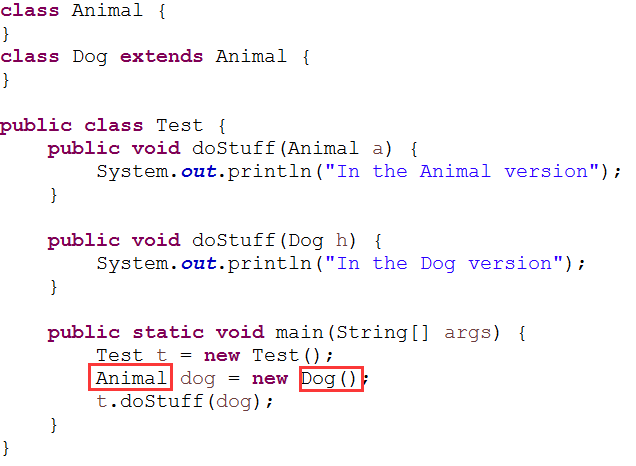 class Animal {
}
class Dog extends Animal {
}
public class Test {
public void doStuff(Animal a) {
System.out.println("In the Animal version");
}
public void doStuff(Dog h) {
System.out.println("In the Dog version");
}
public static void main(String[] args) {
Test t = new Test();
Animal dog = new Dog();
t.doStuff(dog);
}
}